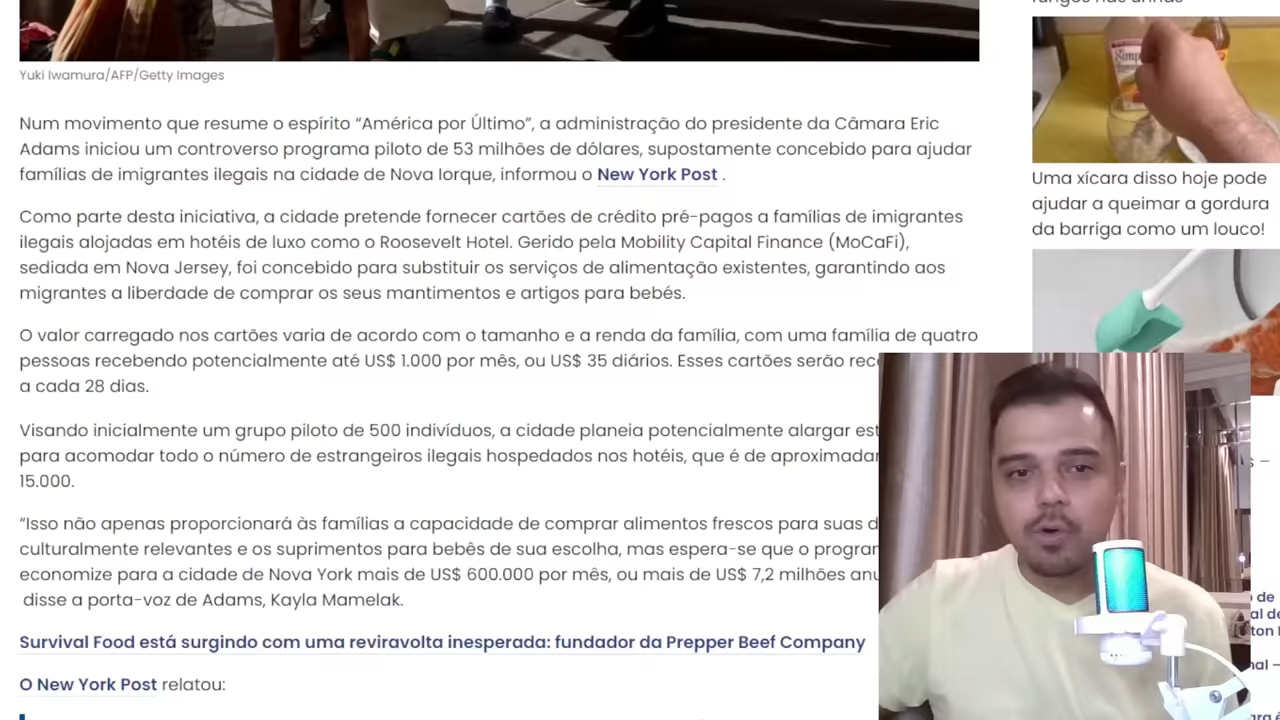 Yuki Iwamura/AFP/Getty Images
Num movimento que resume o espírito “América por Último”, a administração do presidente da Câmara Eric
Adams iniciou um controverso programa piloto de 53 milhões de dólares, supostamente concebido para ajudar
famílias de imigrantes ilegais na cidade de Nova Iorque, informou o New York Post .
Como parte desta iniciativa, a cidade pretende fornecer cartões de crédito pré-pagos a famílias de imigrantes
ilegais alojadas em hotéis de luxo como o Roosevelt Hotel. Gerido pela Mobility Capital Finance (MoCaFi),
sediada em Nova Jersey, foi concebido para substituir os serviços de alimentação existentes, garantindo aos
migrantes a liberdade de comprar os seus mantimentos e artigos para bebés.
O valor carregado nos cartões varia de acordo com o tamanho e a renda da família, com uma família de quatro
pessoas recebendo potencialmente até US$ 1.000 por mês, ou US$ 35 diários. Esses cartões serão
a cada 28 dias.
Visando inicialmente um grupo piloto de 500 indivíduos, a cidade planeia potencialmente alargar
para acomodar todo o número de estrangeiros ilegais hospedados nos hotéis, que é de
15.000.
“Isso não apenas proporcionará às famílias a capacidade de comprar alimentos frescos para suas
culturalmente relevantes e os suprimentos para bebês de sua escolha, mas espera-se que o
economize para a cidade de Nova York mais de US$ 600.000 por mês, ou mais de US$ 7,2 milhões
disse a porta-voz de Adams, Kayla Mamelak.
Survival Food está surgindo com uma reviravolta inesperada: fundador da Prepper Beef Company
O New York Post relatou:
Uma xícara disso hoje pode
ajudar a queimar a gordura
da barriga como um louco!